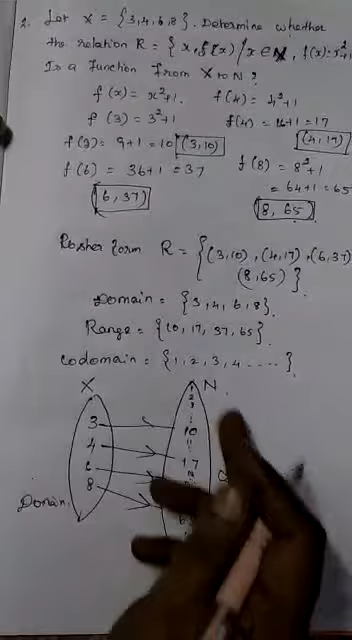 2. Let X = {3,4,6,8}. Determine whether
the relation R = { x, f(x) / x ∈ N, f(x)=x²+1
Is a Function From X to N?
f(x) = x²+1. f(4) = 4²+1
f(3) = 3²+1 f(4) = 16+1 = 17
f(3) = 9+1 = 10 (3,10) (4,17)
f(6) = 36+1 = 37 f(8) = 8²+1
= 64+1 = 65
(6,37) (8,65)
Roster form R = {(3,10), (4,17), (6,37)
(8,65)}.
Domain = {3,4,6,8}.
Range = {10, 17, 37, 65}.
Codomain = {1, 2, 3, 4 ....}
X N
1
2
3
3 10
4 17
6
8
Domain